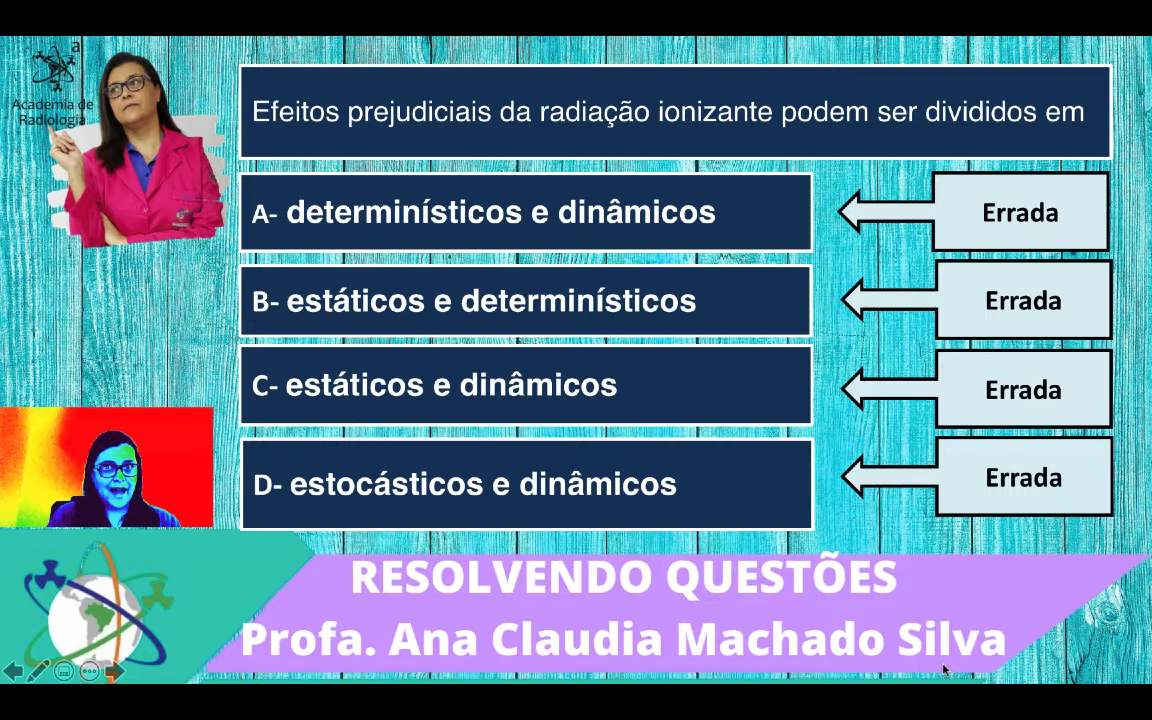 a
Academia de
Radiologia
Efeitos prejudiciais da radiação ionizante podem ser divididos em
A- determinísticos e dinâmicos
Errada
B- estáticos e determinísticos
Errada
C- estáticos e dinâmicos
Errada
D- estocásticos e dinâmicos
Errada
RESOLVENDO QUESTÕES
Profa. Ana Claudia Machado Silva